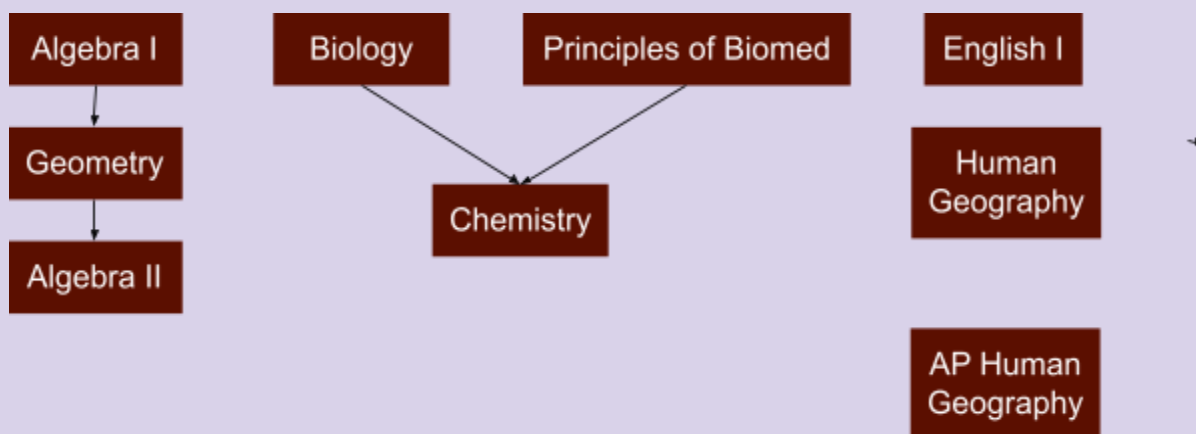 Algebra I
Biology
Principles of Biomed
English I
Geometry
Human
Geography
Chemistry
Algebra II
AP Human
Geography